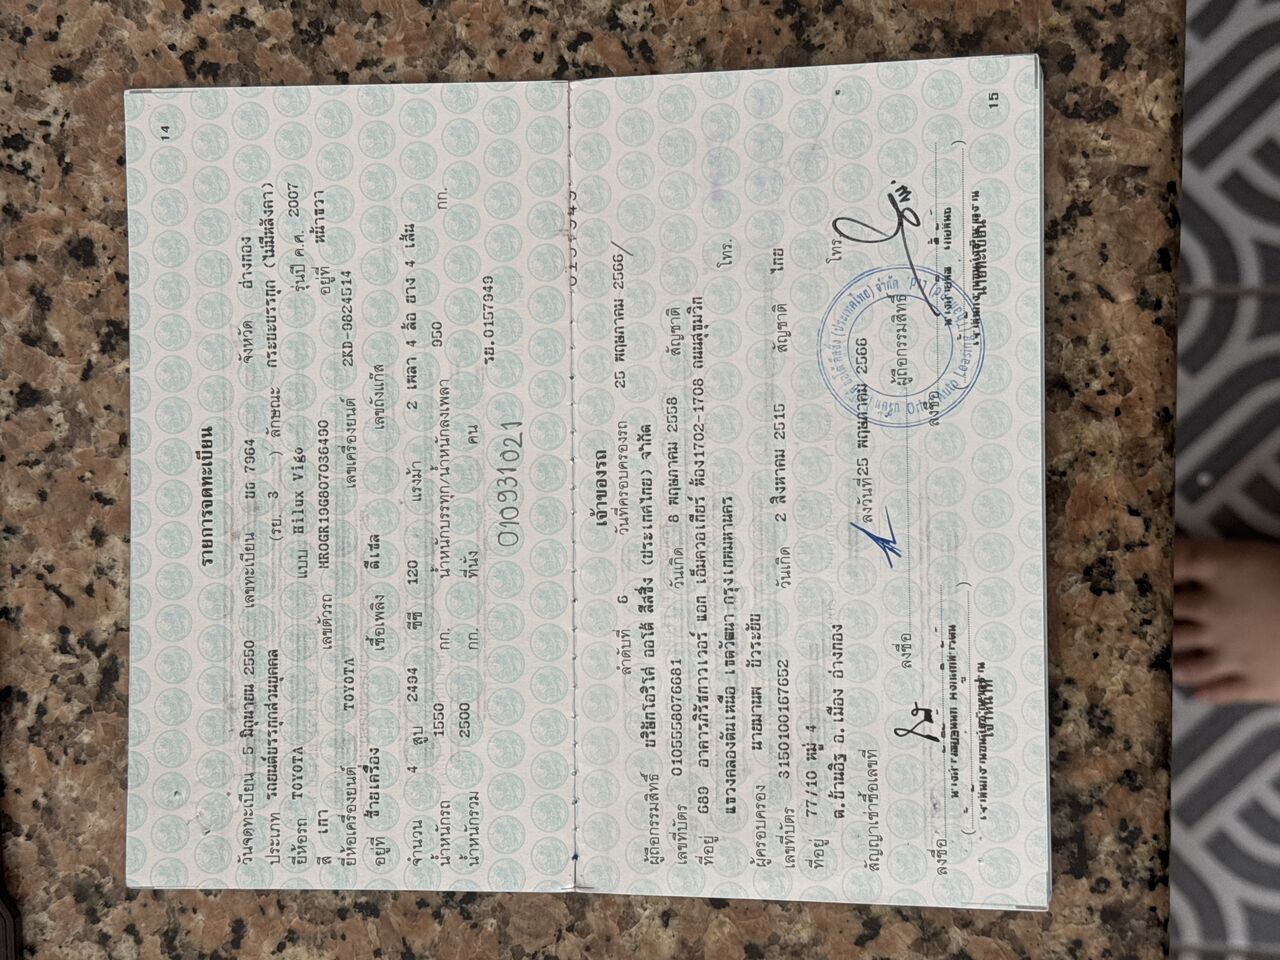 14
รายการจดทะเบียน
วันจดทะเบียน 5 มิถุนายน 2550 เลขทะเบียน บธ 7964 จังหวัด อ่างทอง
ประเภท รถยนต์บรรทุกส่วนบุคคล (รย. 3 ) ลักษณะ กระบะบรรทุก (ไม่มีหลังคา)
ยี่ห้อรถ TOYOTA แบบ Hilux Vigo รุ่นปี ค.ศ. 2007
สี เทา เลขตัวรถ MROGR19G807036490 อยู่ที่ หน้าขวา
ยี่ห้อเครื่องยนต์ TOYOTA เลขเครื่องยนต์ 2KD-9824514
อยู่ที่ ซ้ายเครื่อง เชื้อเพลิง ดีเซล เลขถังแก๊ส
จำนวน 4 สูบ 2494 ซีซี 120 แรงม้า 2 เพลา 4 ล้อ ยาง 4 เส้น
น้ำหนักรถ 1550 กก. น้ำหนักบรรทุก/น้ำหนักลงเพลา 950 กก.
น้ำหนักรวม 2500 กก. ที่นั่ง คน
รย.0157949
010931021
เจ้าของรถ
ลำดับที่ 6 วันที่ครอบครองรถ 25 พฤษภาคม 2566/
ผู้ถือกรรมสิทธิ์ บริษัทโอริโค่ ออโต้ ลีสซิ่ง (ประเทศไทย) จำกัด
เลขที่บัตร 0105558076681 วันเกิด 8 พฤษภาคม 2558 สัญชาติ
ที่อยู่ 689 อาคารภิรัชทาวเวอร์ แอท เอ็มควอเทียร์ ห้อง1702-1708 ถนนสุขุมวิท
แขวงคลองตันเหนือ เขตวัฒนา กรุงเทพมหานคร โทร.
ผู้ครอบครอง นายมานพ บัวระยับ
เลขที่บัตร 3150100167652 วันเกิด 2 สิงหาคม 2515 สัญชาติ ไทย
ที่อยู่ 77/10 หมู่ 4
ต.บ้านอิฐ อ.เมือง อ่างทอง โทร.
สัญญาเช่าซื้อเลขที่ ลงวันที่25 พฤษภาคม 2566 ผู้ถือกรรมสิทธิ์
ลงชื่อ
ลงชื่อ ลงชื่อ
เจ้าหน้าที่ นายทะเบียน
15